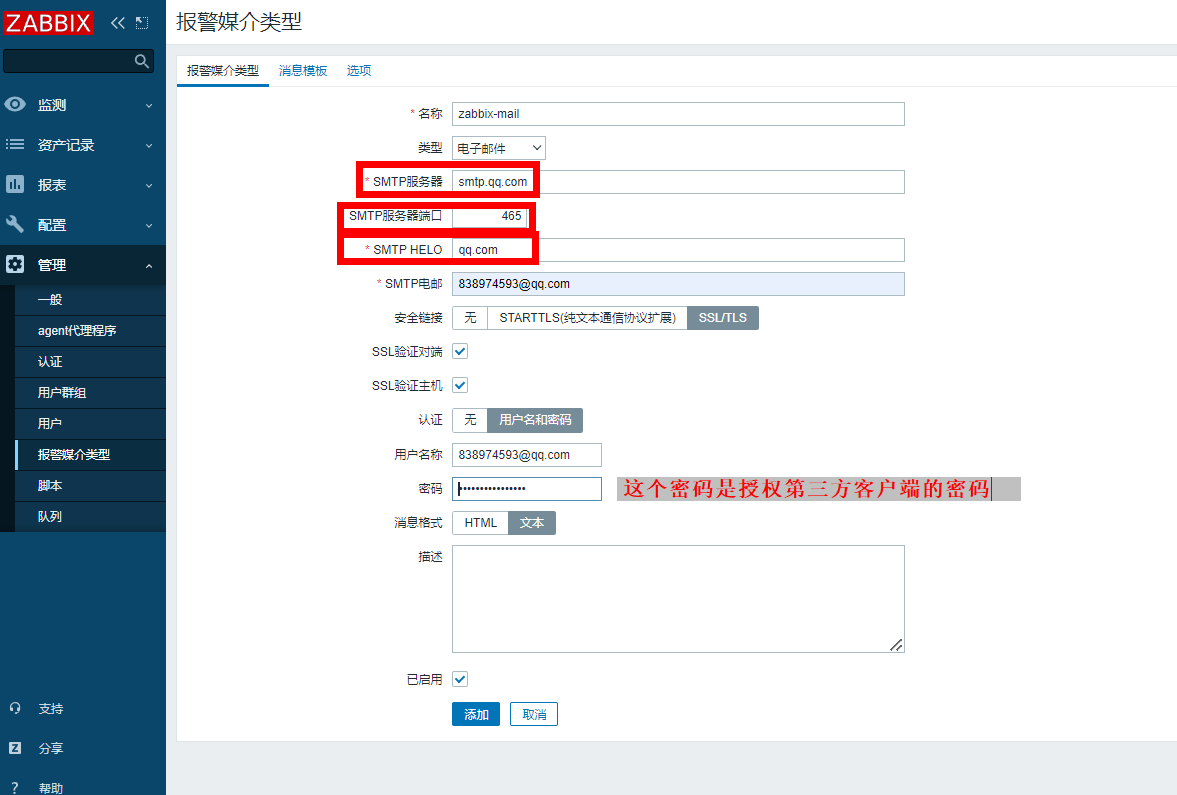 ZABBIX
报警媒介类型
监测
资产记录
报表
配置
管理
一般
agent代理程序
认证
用户群组
用户
报警媒介类型
脚本
队列
支持
分享
帮助
报警媒介类型 消息模板 选项
* 名称 zabbix-mail
类型 电子邮件
* SMTP服务器 smtp.qq.com
SMTP服务器端口 465
* SMTP HELO qq.com
* SMTP电邮 838974593@qq.com
安全链接 无 STARTTLS(纯文本通信协议扩展) SSL/TLS
SSL验证对端
SSL验证主机
认证 无 用户名和密码
用户名称 838974593@qq.com
密码 •••••••••••••••• 这个密码是授权第三方客户端的密码
消息格式 HTML 文本
描述
已启用
添加 取消